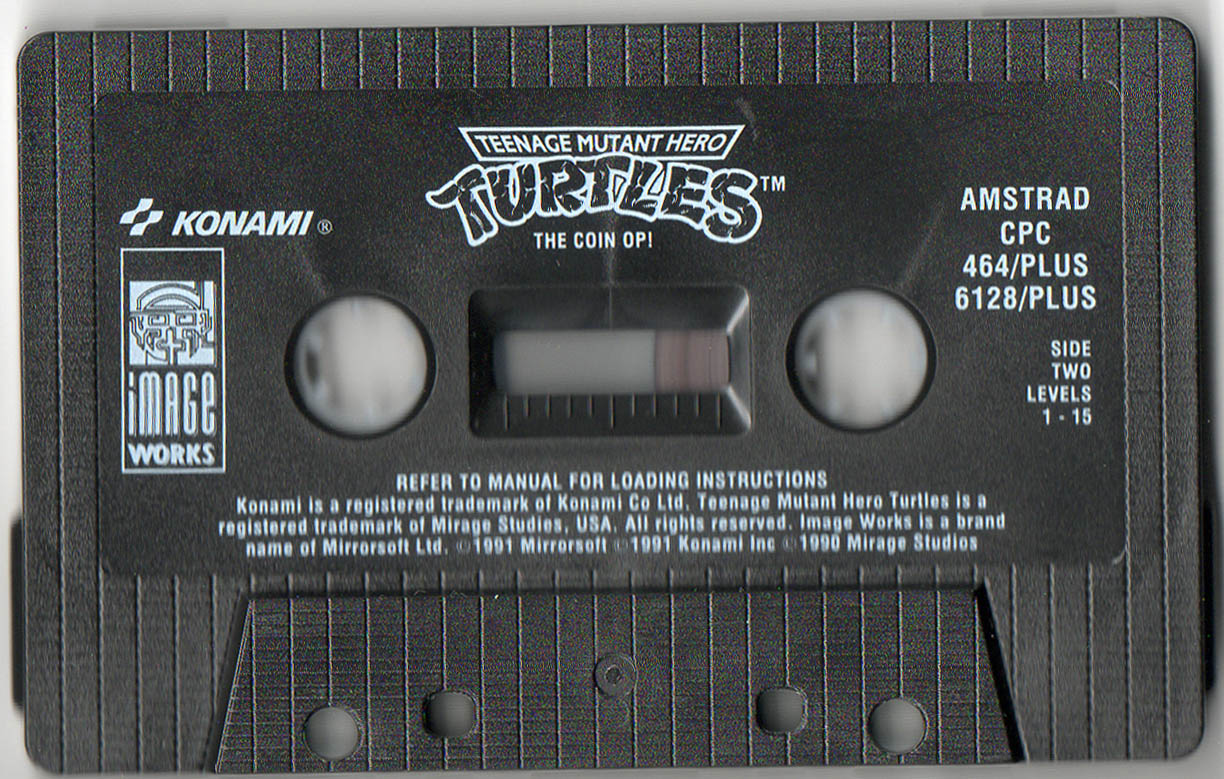 TEENAGE MUTANT HERO
TURTLES™
THE COIN OP!
KONAMI®
iMAGE
WORKS
AMSTRAD
CPC
464/PLUS
6128/PLUS
SIDE
TWO
LEVELS
1 - 15
REFER TO MANUAL FOR LOADING INSTRUCTIONS
Konami is a registered trademark of Konami Co Ltd. Teenage Mutant Hero Turtles is a
registered trademark of Mirage Studios, USA. All rights reserved. Image Works is a brand
name of Mirrorsoft Ltd. ©1991 Mirrorsoft ©1991 Konami Inc ©1990 Mirage Studios